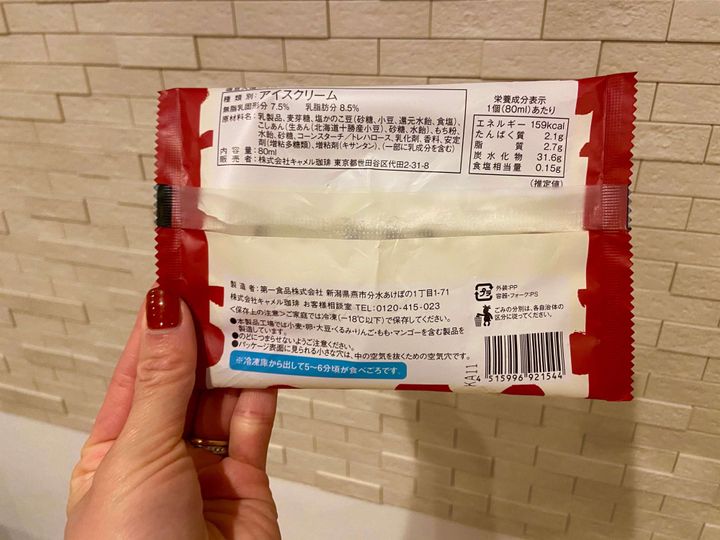 種類別:アイスクリーム
無脂乳固形分 7.5%　乳脂肪分 8.5%
原材料名:乳製品、麦芽糖、塩かのこ豆(砂糖、小豆、還元水飴、食塩)、
こしあん(生あん(北海道十勝産小豆)、砂糖、水飴)、もち粉、
水飴、砂糖、コーンスターチ／トレハロース、乳化剤、香料、安定
剤(増粘多糖類)、増粘剤(キサンタン)、(一部に乳成分を含む)
内容量:80ml
販売者:株式会社キャメル珈琲 東京都世田谷区代田2-31-8
栄養成分表示
1個(80ml)あたり
エネルギー 159kcal
たんぱく質 2.1g
脂質 2.7g
炭水化物 31.6g
食塩相当量 0.15g
(推定値)
製造者:第一食品株式会社 新潟県燕市分水あけぼの1丁目1-71
株式会社キャメル珈琲 お客様相談室 TEL:0120-415-023
<保存上の注意>ご家庭では冷凍(−18℃以下)で保存してください。
●本製品工場では小麦・卵・大豆・くるみ・りんご・もも・マンゴーを含む製品を
製造しています。
●のどにつまらせないようご注意ください。
●パッケージ表面に見られる小さな穴は、中の空気を抜くための空気穴です。
※冷凍庫から出して5〜6分頃が食べごろです。
プラ
外装:PP
容器・フォーク:PS
ごみの分別は、各自治体の
区分に従ってください。
KA11
4 515996 921544